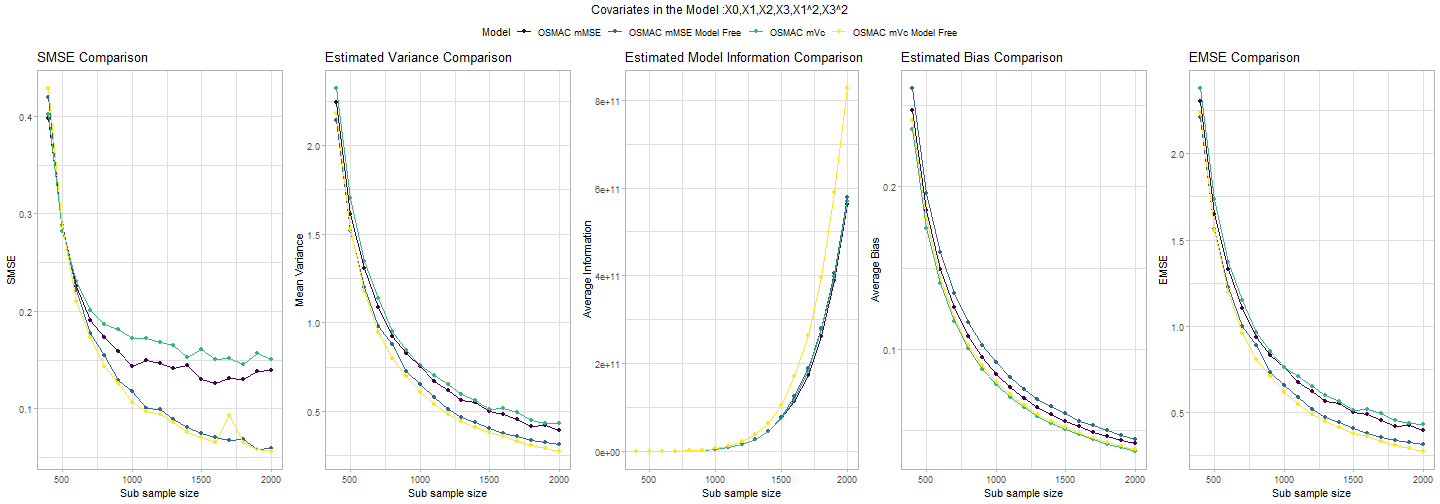 Covariates in the Model :X0,X1,X2,X3,X1^2,X3^2
Model OSMAC mMSE OSMAC mMSE Model Free OSMAC mVc OSMAC mVc Model Free
SMSE Comparison
SMSE
0.4
0.3
0.2
0.1
500 1000 1500 2000
Sub sample size
Estimated Variance Comparison
Mean Variance
2.0
1.5
1.0
0.5
500 1000 1500 2000
Sub sample size
Estimated Model Information Comparison
Average Information
8e+11
6e+11
4e+11
2e+11
0e+00
500 1000 1500 2000
Sub sample size
Estimated Bias Comparison
Average Bias
0.2
0.1
500 1000 1500 2000
Sub sample size
EMSE Comparison
EMSE
2.0
1.5
1.0
0.5
500 1000 1500 2000
Sub sample size